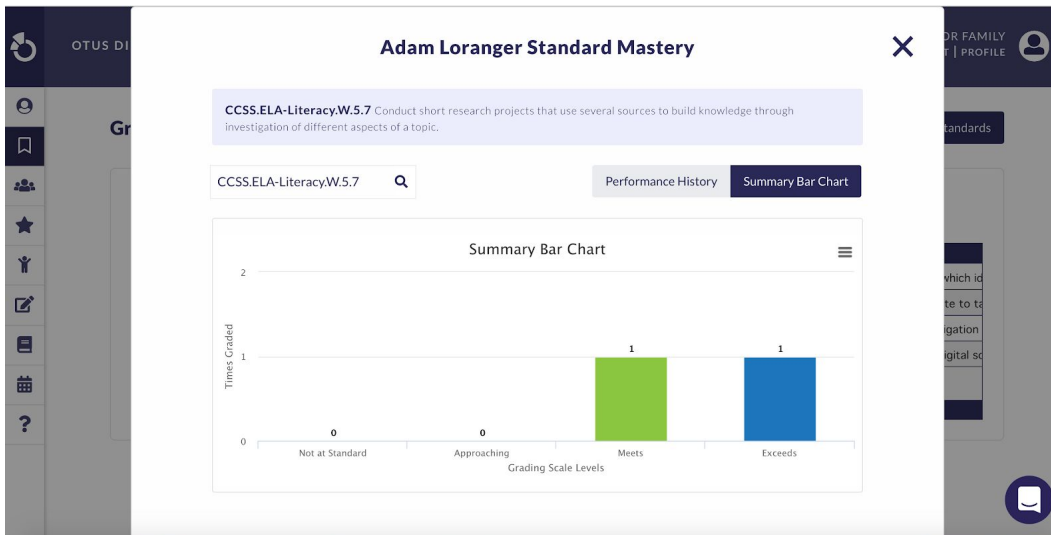 OTUS DI
OR FAMILY
T | PROFILE
Adam Loranger Standard Mastery
Gr
tandards
CCSS.ELA-Literacy.W.5.7 Conduct short research projects that use several sources to build knowledge through
investigation of different aspects of a topic.
CCSS.ELA-Literacy.W.5.7
Performance History
Summary Bar Chart
Summary Bar Chart
Times Graded
2
1
0
0
0
1
1
Not at Standard
Approaching
Meets
Exceeds
Grading Scale Levels
which id
te to ta
igation
igital so
?